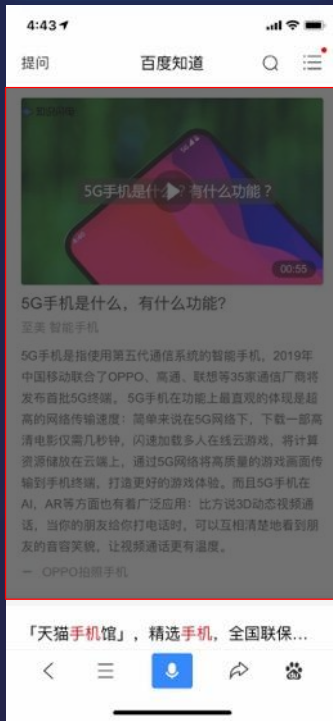 4:43
提问
百度知道
5G手机是什么？有什么功能？
00:55
5G手机是什么，有什么功能？
至美 智能手机
5G手机是指使用第五代通信系统的智能手机，2019年
中国移动联合了OPPO、高通、联想等35家通信厂商将
发布首批5G终端。5G手机在功能上最直观的体现是超
高的网络传输速度：简单来说在5G网络下，下载一部高
清电影仅需几秒钟，闪速加载多人在线云游戏，将计算
资源储放在云端上，通过5G网络将高质量的游戏画面传
输到手机终端，打造更好的游戏体验。而且5G手机在
AI，AR等方面也有着广泛应用：比方说3D动态视频通
话，当你的朋友给你打电话时，可以互相清楚地看到朋
友的音容笑貌，让视频通话更有温度。
— OPPO拍照手机
「天猫手机馆」，精选手机，全国联保...